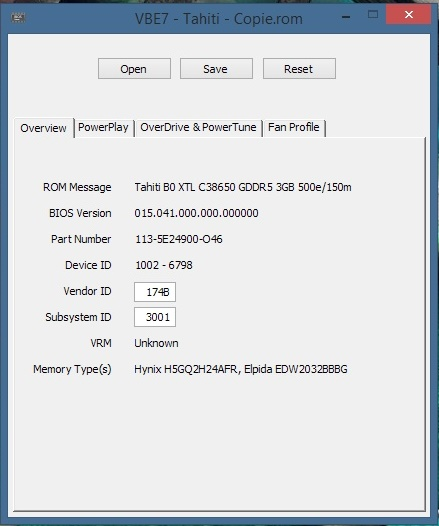 VBE7 - Tahiti - Copie.rom
Open Save Reset
Overview PowerPlay OverDrive & PowerTune Fan Profile
ROM Message Tahiti B0 XTL C38650 GDDR5 3GB 500e/150m
BIOS Version 015.041.000.000.000000
Part Number 113-5E24900-O46
Device ID 1002 - 6798
Vendor ID 174B
Subsystem ID 3001
VRM Unknown
Memory Type(s) Hynix H5GQ2H24AFR, Elpida EDW2032BBBG